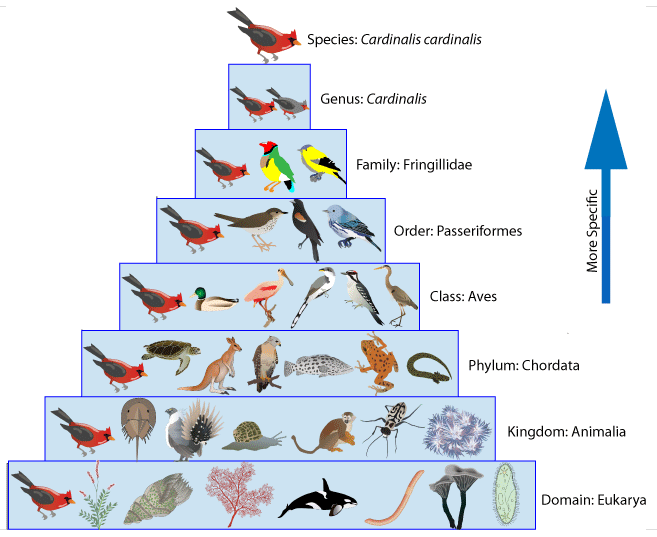 Species: Cardinalis cardinalis
Genus: Cardinalis
Family: Fringillidae
Order: Passeriformes
More Specific
Class: Aves
Phylum: Chordata
Kingdom: Animalia
Domain: Eukarya